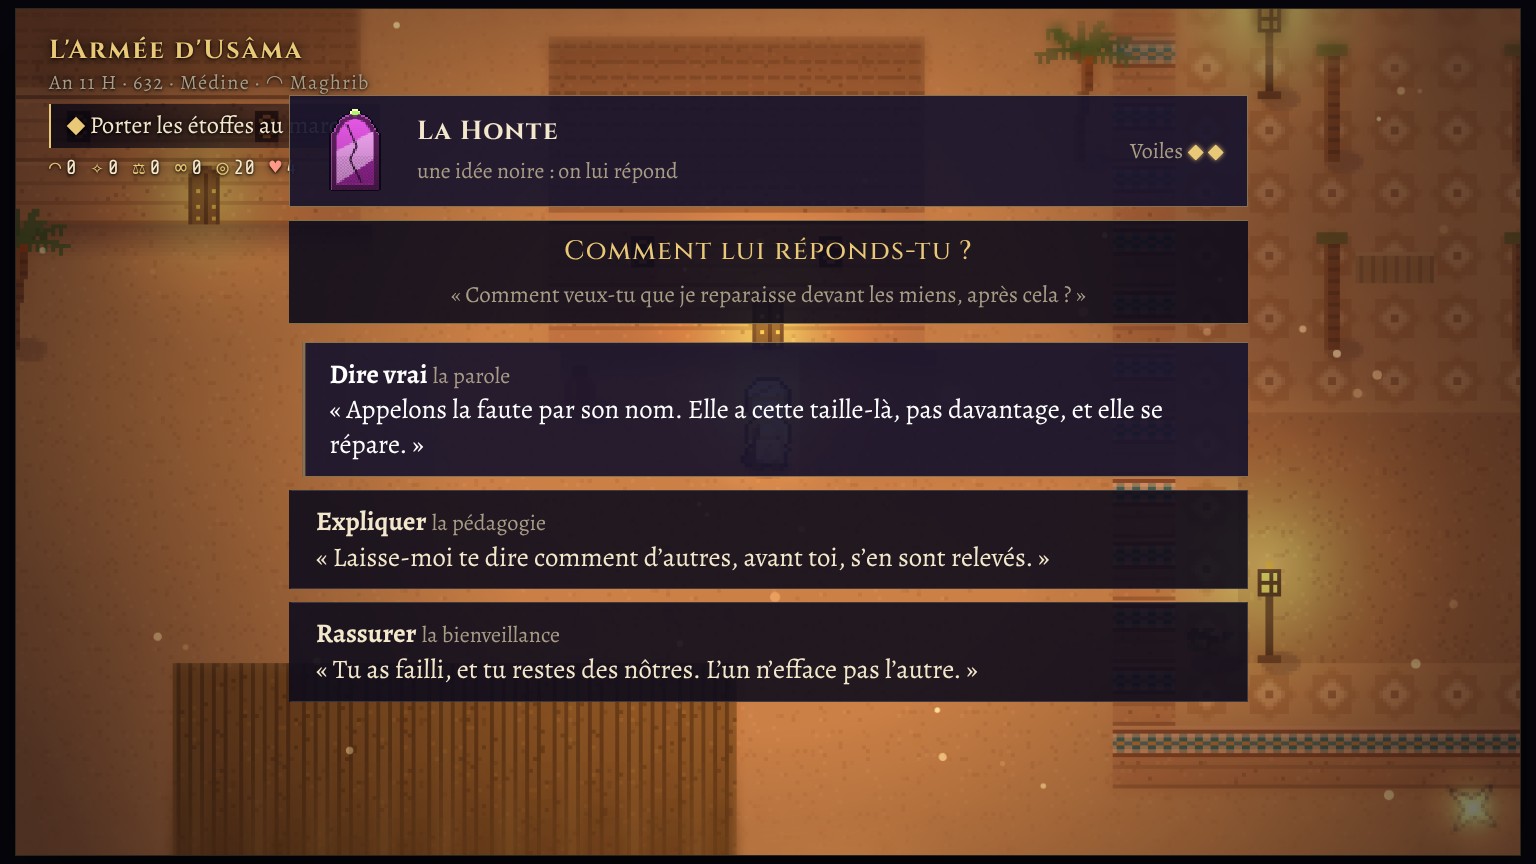 L'Armée d'Usâma
An 11 H · 632 · Médine · ◠ Maghrib
◆ Porter les étoffes au marc
◠0 ✧0 ⚖0 ∞0 ◎20 ♥
La Honte
une idée noire : on lui répond
Voiles ◆◆
Comment lui réponds-tu ?
« Comment veux-tu que je reparaisse devant les miens, après cela ? »
Dire vrai la parole
« Appelons la faute par son nom. Elle a cette taille-là, pas davantage, et elle se
répare. »
Expliquer la pédagogie
« Laisse-moi te dire comment d’autres, avant toi, s’en sont relevés. »
Rassurer la bienveillance
« Tu as failli, et tu restes des nôtres. L’un n’efface pas l’autre. »